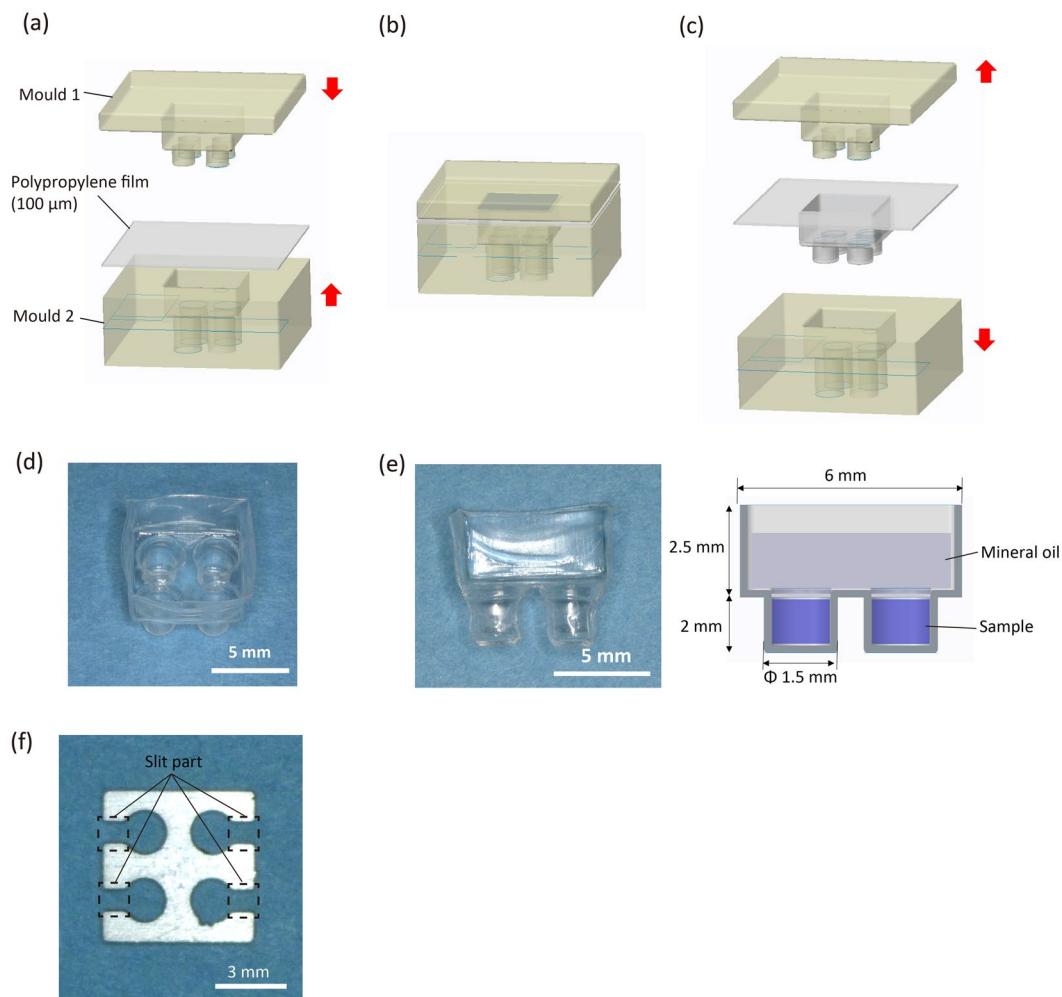 (a)
Mould 1
Polypropylene film
(100 μm)
Mould 2
(b)
(c)
(d)
5 mm
(e)
5 mm
6 mm
2.5 mm
Mineral oil
2 mm
Sample
Φ 1.5 mm
(f)
Slit part
3 mm